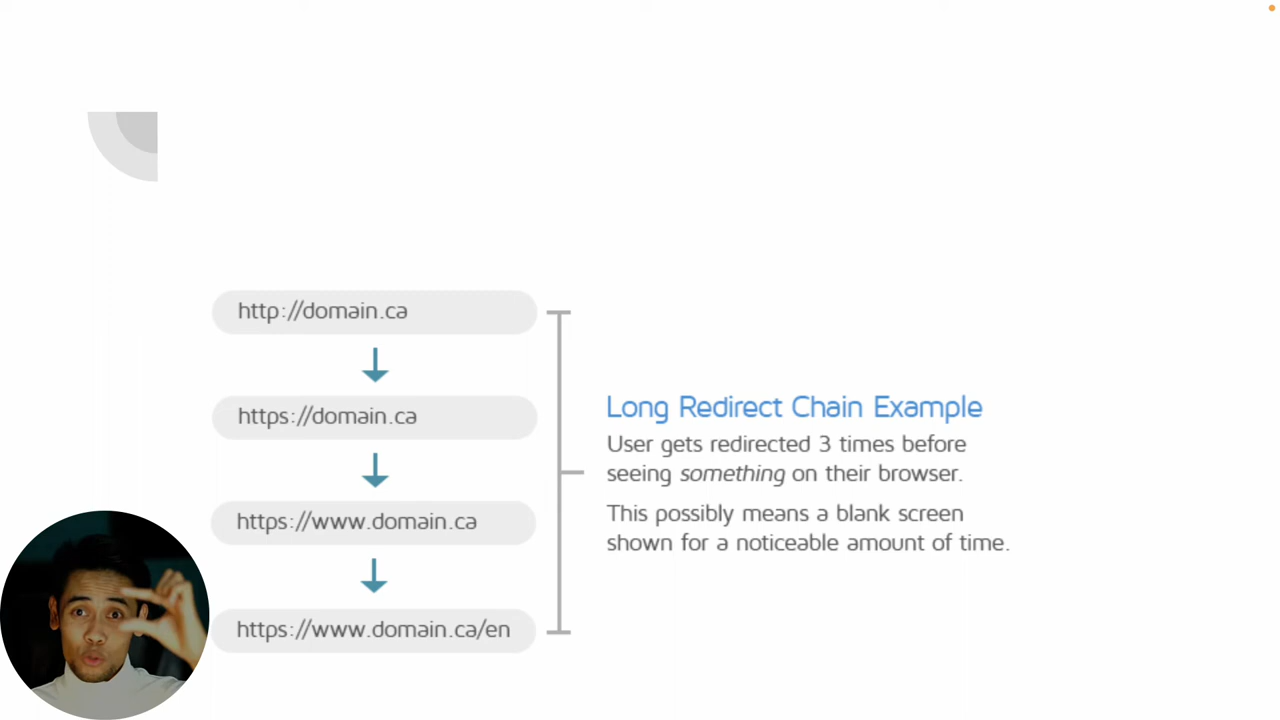 http://domain.ca
https://domain.ca
https://www.domain.ca
https://www.domain.ca/en
Long Redirect Chain Example
User gets redirected 3 times before
seeing something on their browser.
This possibly means a blank screen
shown for a noticeable amount of time.